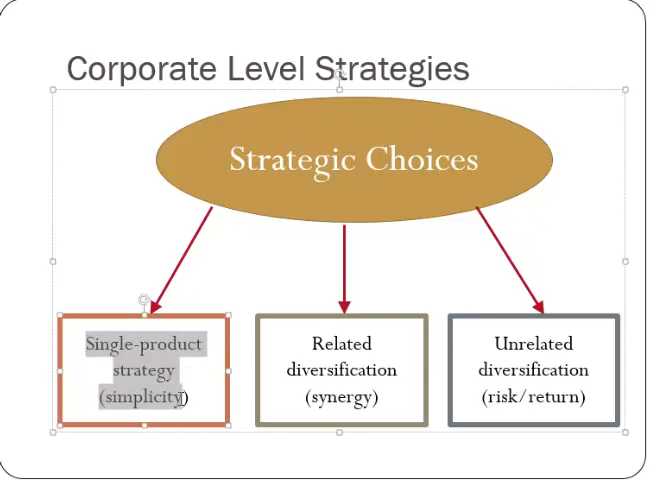 Corporate Level Strategies
Strategic Choices
Single-product
strategy
(simplicity)
Related
diversification
(synergy)
Unrelated
diversification
(risk/return)